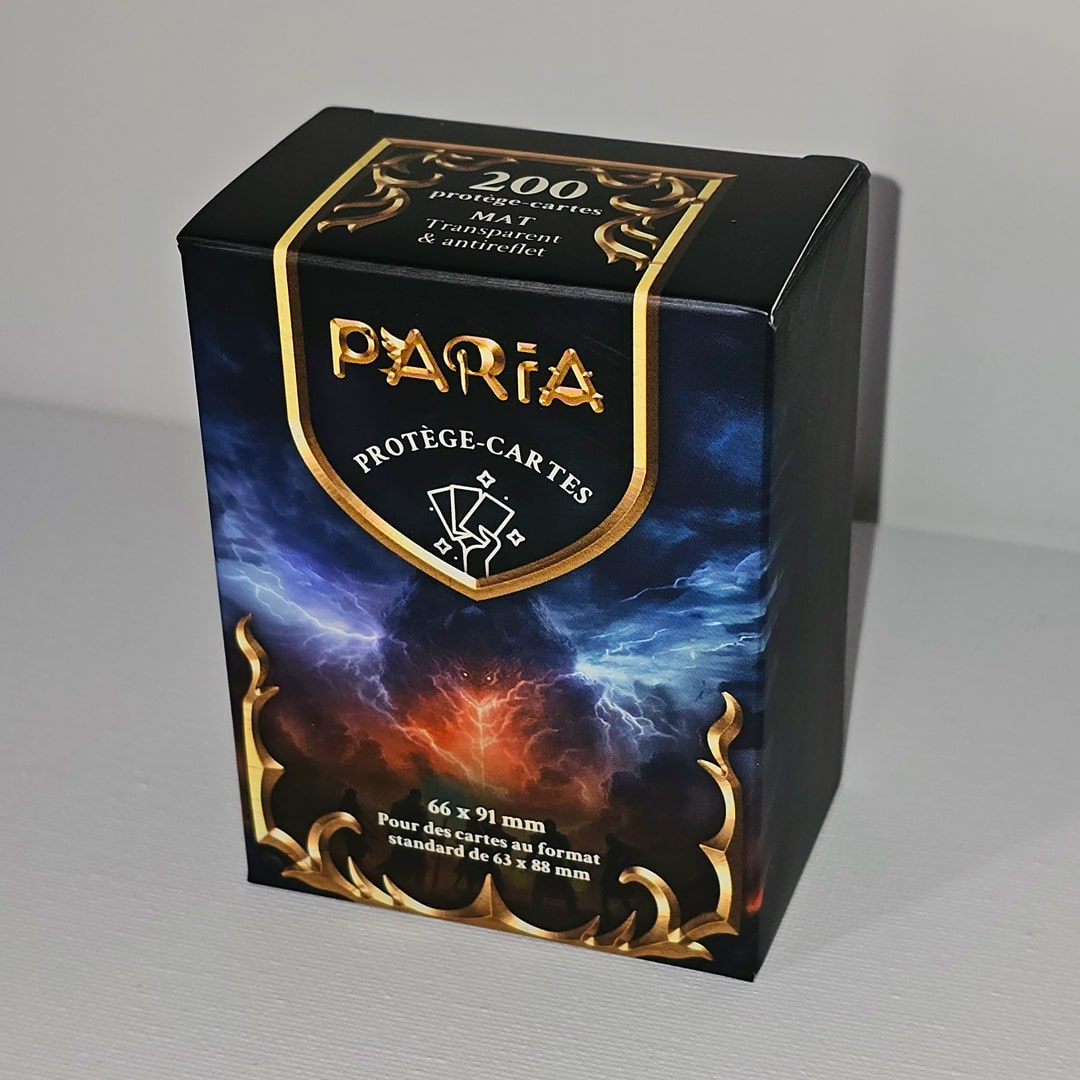 200
protège-cartes
MAT
Transparent
& antireflet
PARiA
PROTÈGE-CARTES
66 x 91 mm
Pour des cartes au format
standard de 63 x 88 mm